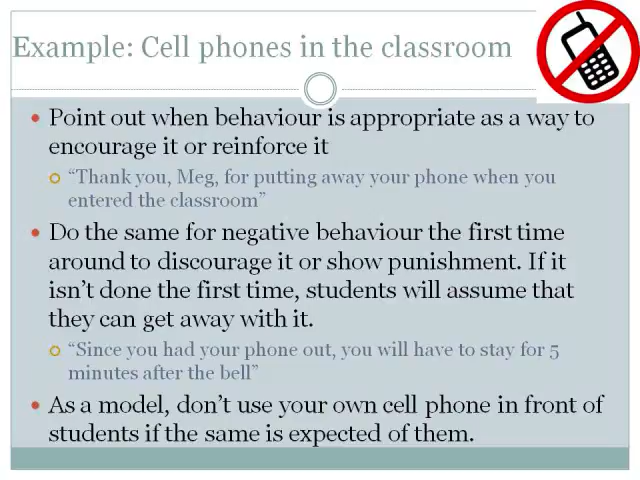 Example: Cell phones in the classroom
• Point out when behaviour is appropriate as a way to
encourage it or reinforce it
“Thank you, Meg, for putting away your phone when you
entered the classroom”
• Do the same for negative behaviour the first time
around to discourage it or show punishment. If it
isn’t done the first time, students will assume that
they can get away with it.
“Since you had your phone out, you will have to stay for 5
minutes after the bell”
• As a model, don’t use your own cell phone in front of
students if the same is expected of them.